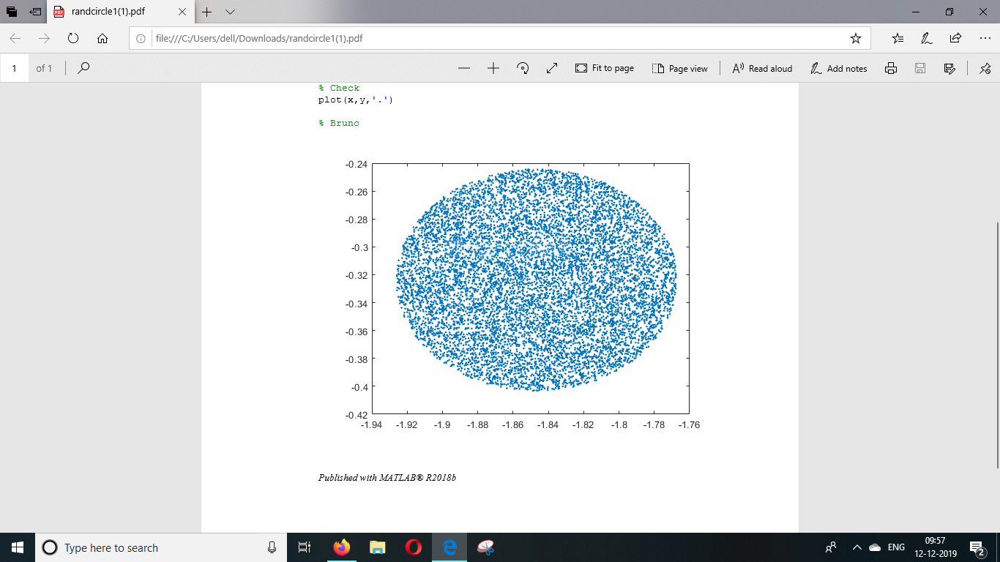 randcircle1(1).pdf
file:///C:/Users/dell/Downloads/randcircle1(1).pdf
1 of 1 Fit to page Page view Read aloud Add notes
% Check
plot(x,y,'.')
% Bruno
-0.24
-0.26
-0.28
-0.3
-0.32
-0.34
-0.36
-0.38
-0.4
-0.42
-1.94 -1.92 -1.9 -1.88 -1.86 -1.84 -1.82 -1.8 -1.78 -1.76
Published with MATLAB® R2018b
Type here to search
ENG
09:57
12-12-2019
2